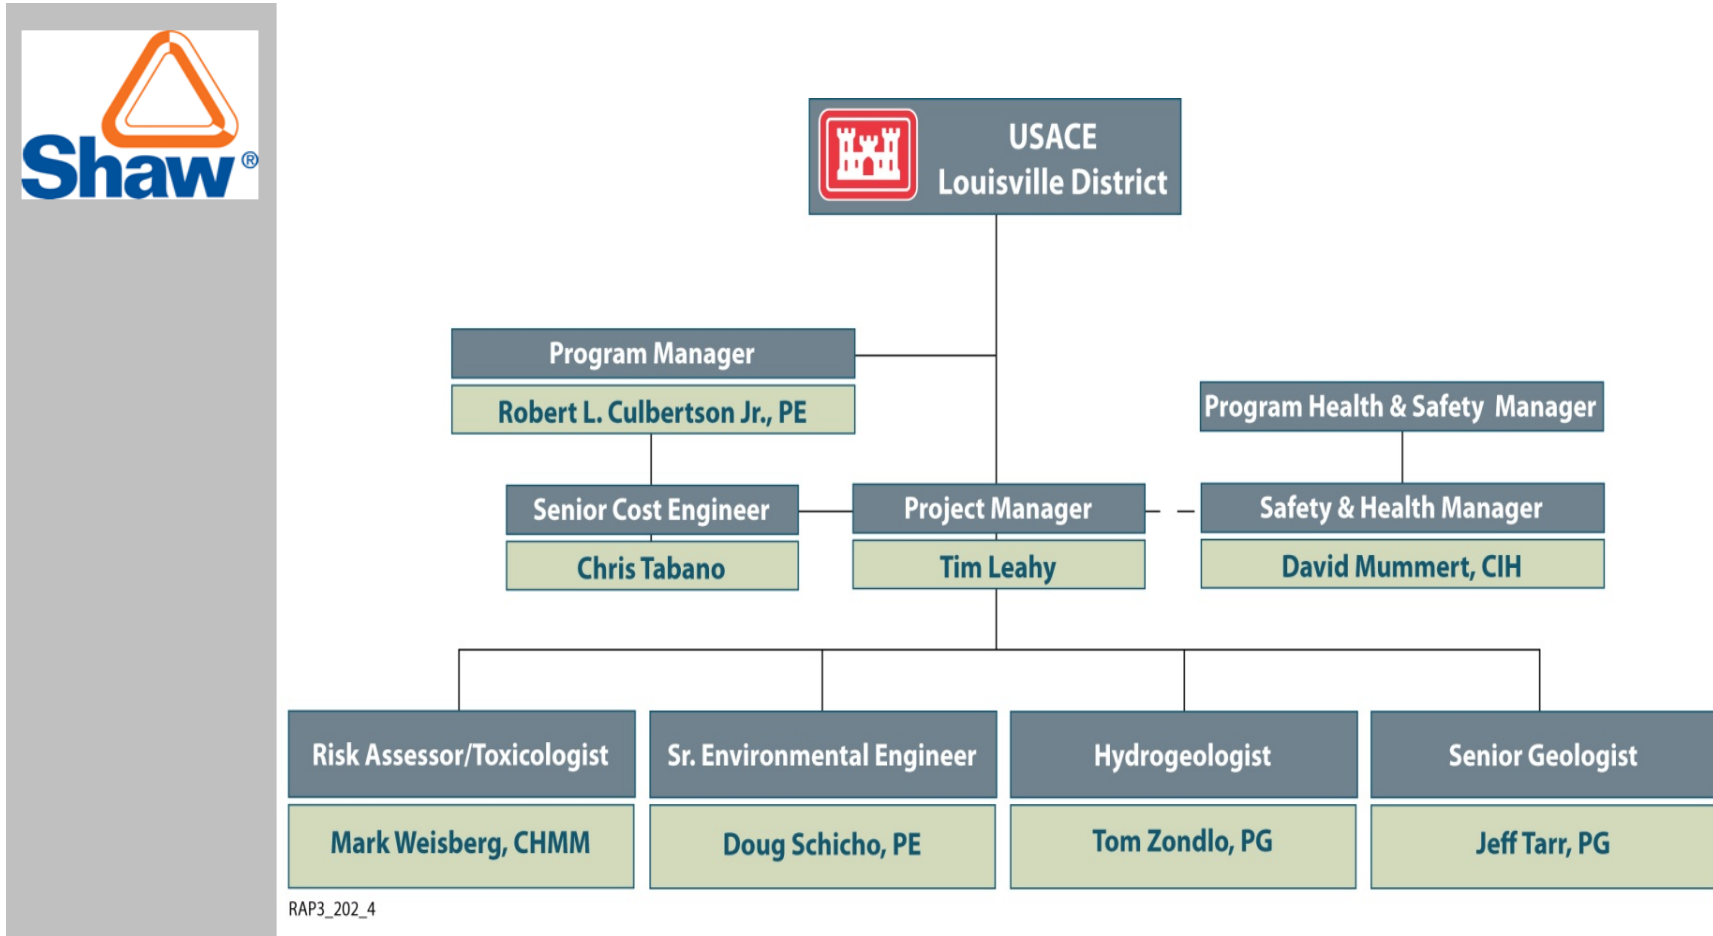 Shaw®
USACE
Louisville District
Program Manager
Robert L. Culbertson Jr., PE
Program Health & Safety Manager
Senior Cost Engineer
Chris Tabano
Project Manager
Tim Leahy
Safety & Health Manager
David Mummert, CIH
Risk Assessor/Toxicologist
Mark Weisberg, CHMM
Sr. Environmental Engineer
Doug Schicho, PE
Hydrogeologist
Tom Zondlo, PG
Senior Geologist
Jeff Tarr, PG
RAP3_202_4